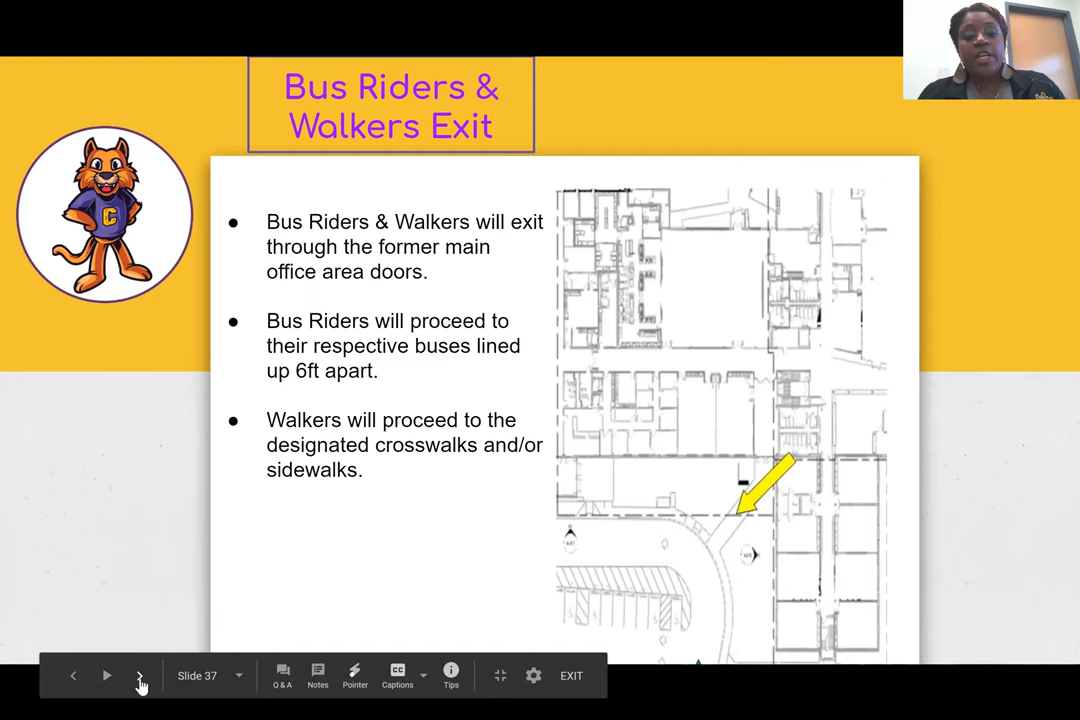 Bus Riders &
Walkers Exit
C
● Bus Riders & Walkers will exit
through the former main
office area doors.
● Bus Riders will proceed to
their respective buses lined
up 6ft apart.
● Walkers will proceed to the
designated crosswalks and/or
sidewalks.
Slide 37
Q & A
Notes
Pointer
CC
Captions
Tips
EXIT